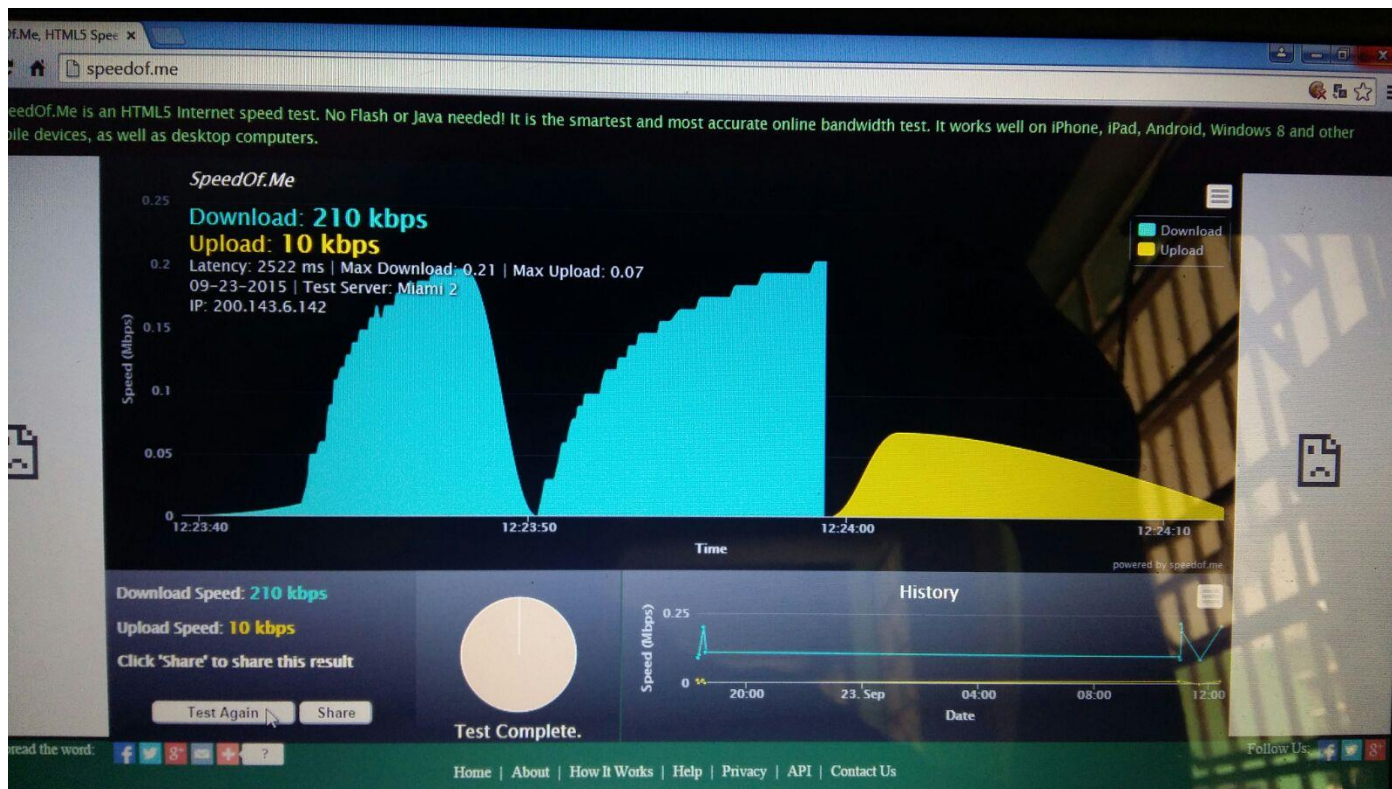 Of.Me, HTML5 Spee
speedof.me
eedOf.Me is an HTML5 Internet speed test. No Flash or Java needed! It is the smartest and most accurate online bandwidth test. It works well on iPhone, iPad, Android, Windows 8 and other
bile devices, as well as desktop computers.
SpeedOf.Me
Download: 210 kbps
Upload: 10 kbps
Latency: 2522 ms | Max Download: 0.21 | Max Upload: 0.07
09-23-2015 | Test Server: Miami 2
IP: 200.143.6.142
Download
Upload
Speed (Mbps)
0.25
0.2
0.15
0.1
0.05
0
12:23:40
12:23:50
12:24:00
12:24:10
Time
powered by speedof.me
Download Speed: 210 kbps
Upload Speed: 10 kbps
Click 'Share' to share this result
Test Again
Share
Test Complete.
History
Speed (Mbps)
0.25
0
20:00
23. Sep
04:00
08:00
12:00
Date
pread the word:
?
Follow Us:
Home | About | How It Works | Help | Privacy | API | Contact Us